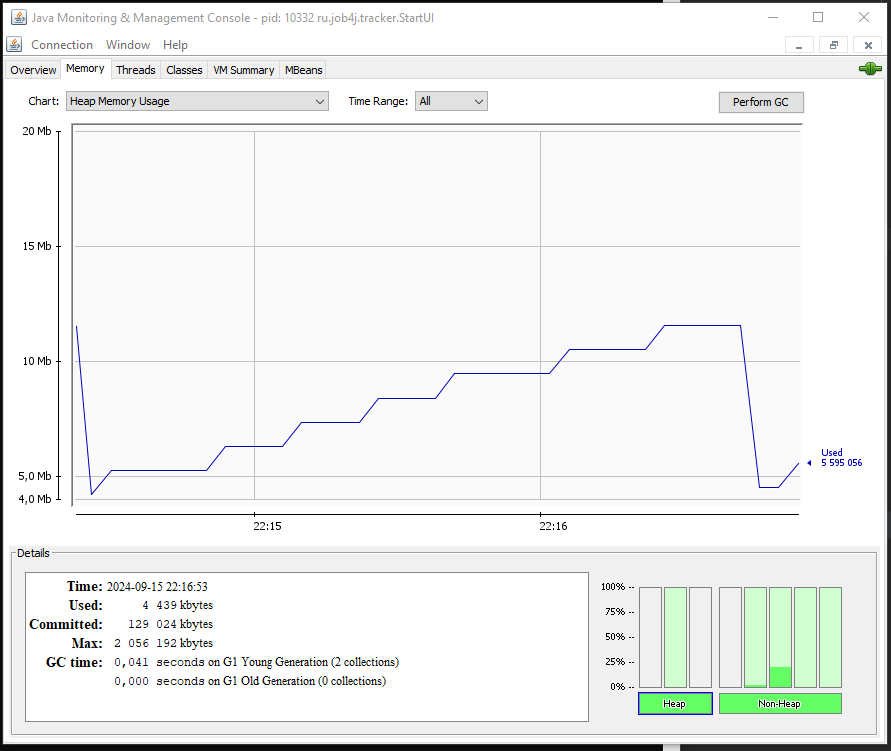 Java Monitoring & Management Console - pid: 10332 ru.job4j.tracker.StartUI
Connection Window Help
Overview Memory Threads Classes VM Summary MBeans
Chart: Heap Memory Usage Time Range: All Perform GC
20 Mb
15 Mb
10 Mb
5,0 Mb
4,0 Mb
Used
5 595 056
22:15 22:16
Details
Time: 2024-09-15 22:16:53
Used: 4 439 kbytes
Committed: 129 024 kbytes
Max: 2 056 192 kbytes
GC time: 0,041 seconds on G1 Young Generation (2 collections)
0,000 seconds on G1 Old Generation (0 collections)
100% --
75% --
50% --
25% --
0% --
Heap Non-Heap